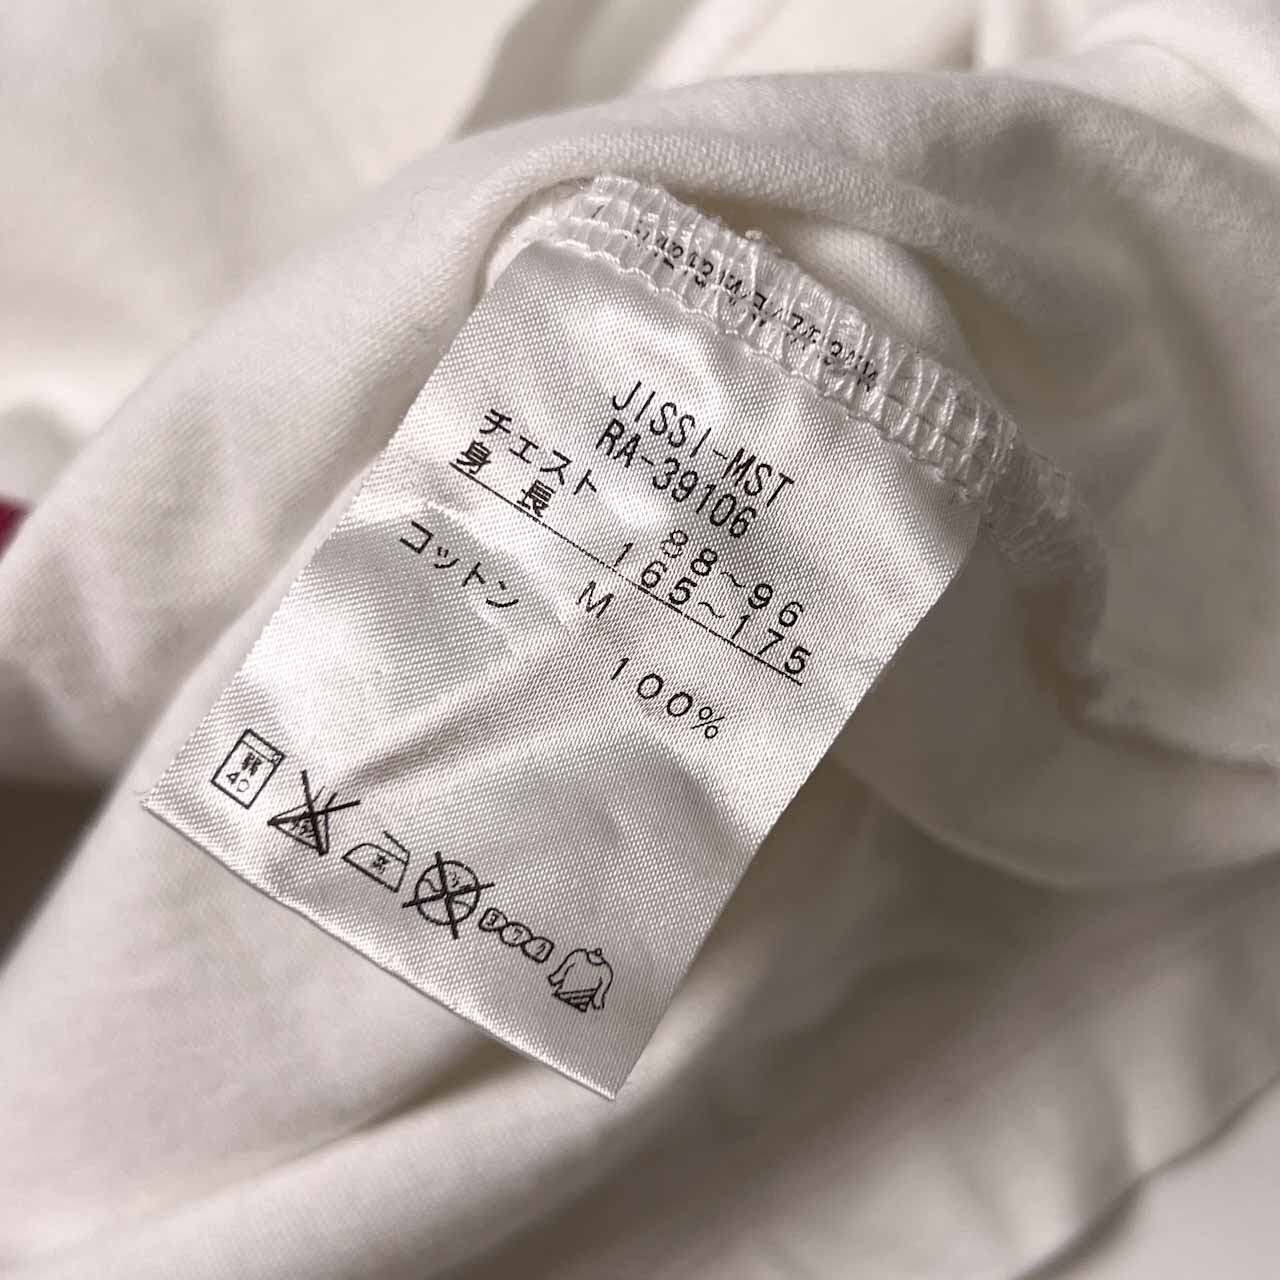 JISSI-MST
RA-39106
チェスト 88～96
身長 165～175
M
コットン 100%
40